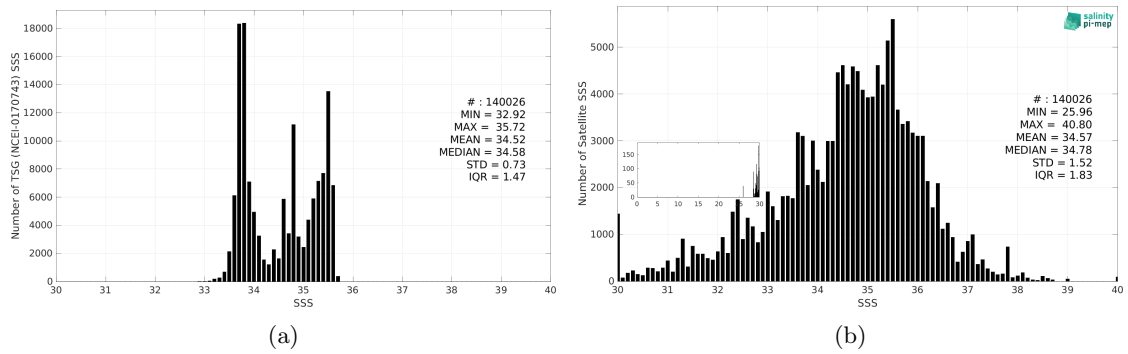 18000
16000
14000
12000
10000
8000
6000
4000
2000
0
Number of TSG (NCEI-0170743) SSS
# : 140026
MIN = 32.92
MAX = 35.72
MEAN = 34.52
MEDIAN = 34.58
STD = 0.73
IQR = 1.47
30 31 32 33 34 35 36 37 38 39 40
SSS
(a)
salinity
pi-mep
5000
4000
3000
2000
1000
0
Number of Satellite SSS
# : 140026
MIN = 25.96
MAX = 40.80
MEAN = 34.57
MEDIAN = 34.78
STD = 1.52
IQR = 1.83
150
100
50
0
0 5 10 15 20 25 30
30 31 32 33 34 35 36 37 38 39 40
SSS
(b)